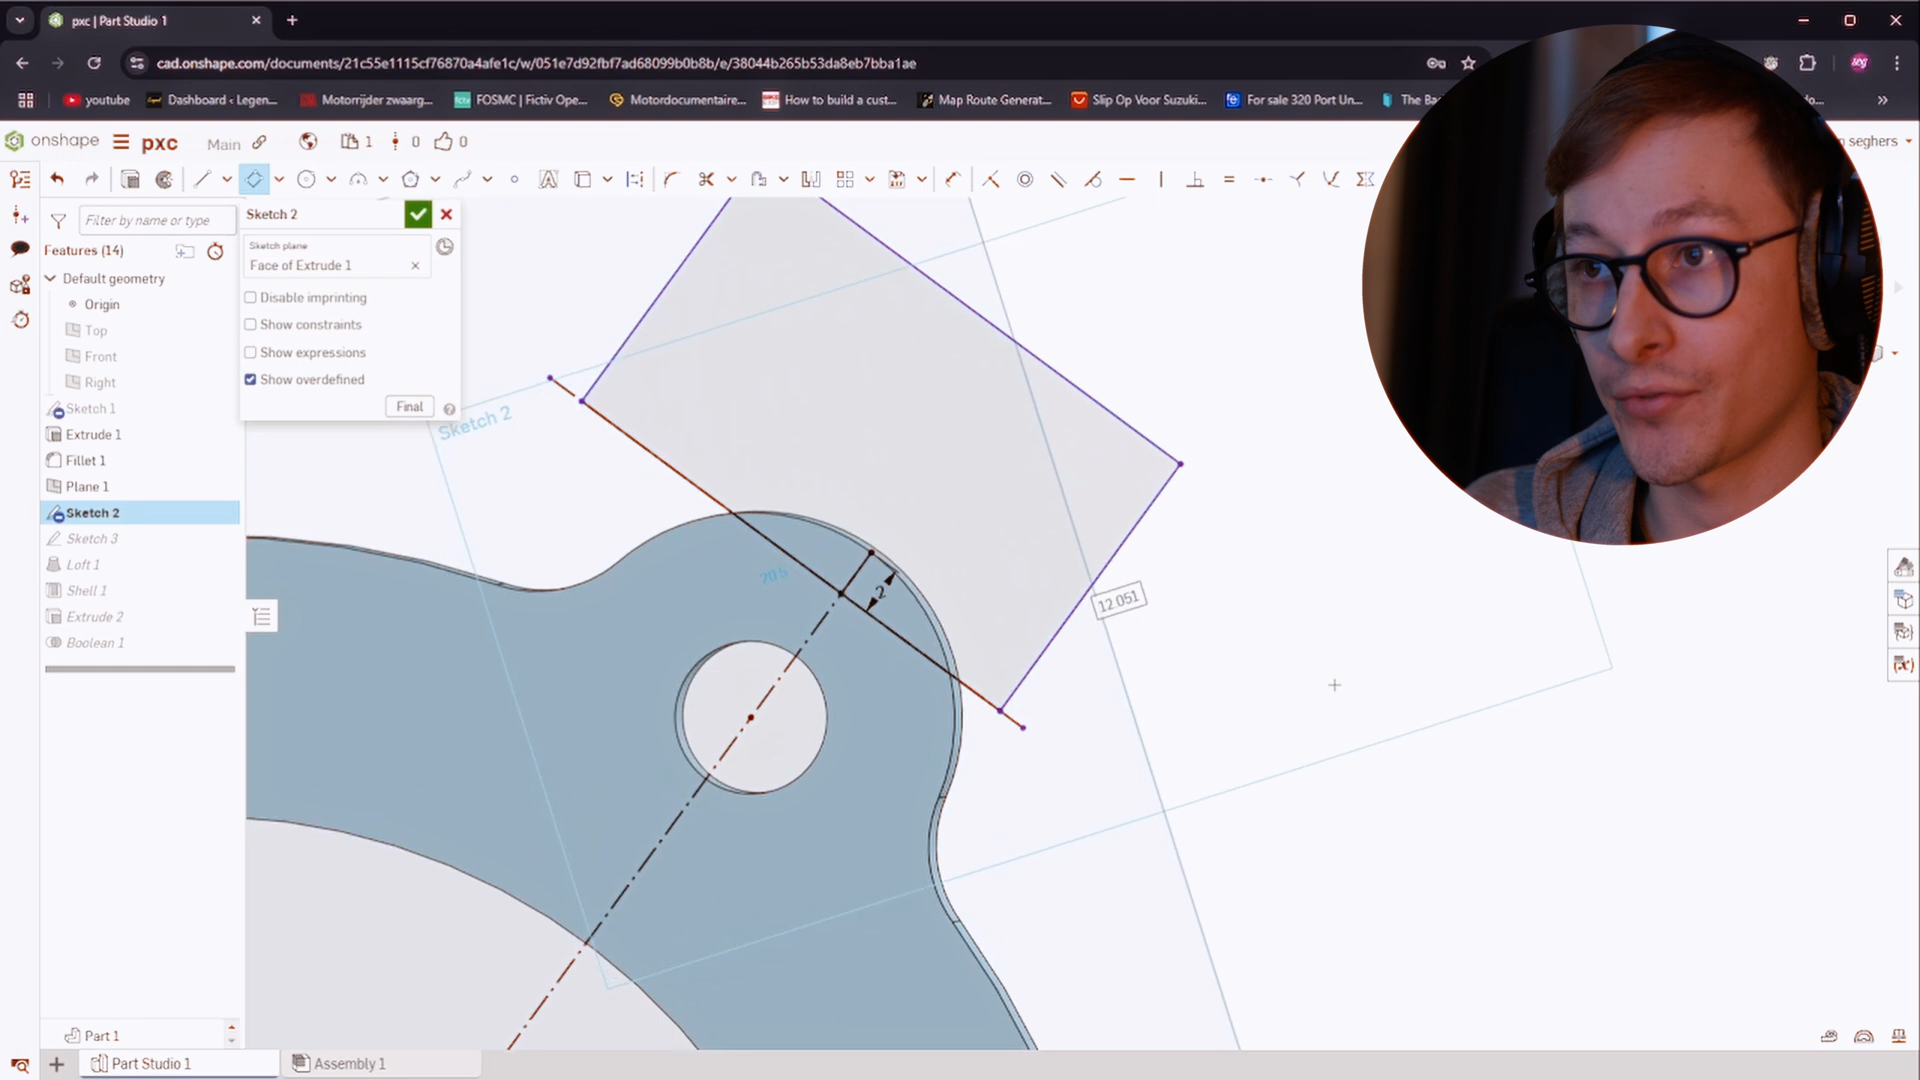 pxc | Part Studio 1
cad.onshape.com/documents/21c55e1115cf76870a4afe1c/w/051e7d92fbf7ad68099b0b8b/e/38044b265b53da8eb7bba1ae
youtube
Dashboard ‹ Legen...
Motorrijder zwaarg...
FOSMC | Fictiv Ope...
Motordocumentaire...
How to build a cust...
Map Route Generat...
Slip Op Voor Suzuki...
For sale 320 Port Un...
The Ba
o...
onshape
pxc
Main
1
0
0
n seghers
Sketch 2
Filter by name or type
Sketch plane
Features (14)
Face of Extrude 1
Default geometry
Disable imprinting
Origin
Show constraints
Top
Show expressions
Front
Show overdefined
Right
Final
Sketch 1
Sketch 2
Extrude 1
Fillet 1
Plane 1
Sketch 2
Sketch 3
Loft 1
Shell 1
Extrude 2
Boolean 1
2
12.051
Part 1
Part Studio 1
Assembly 1